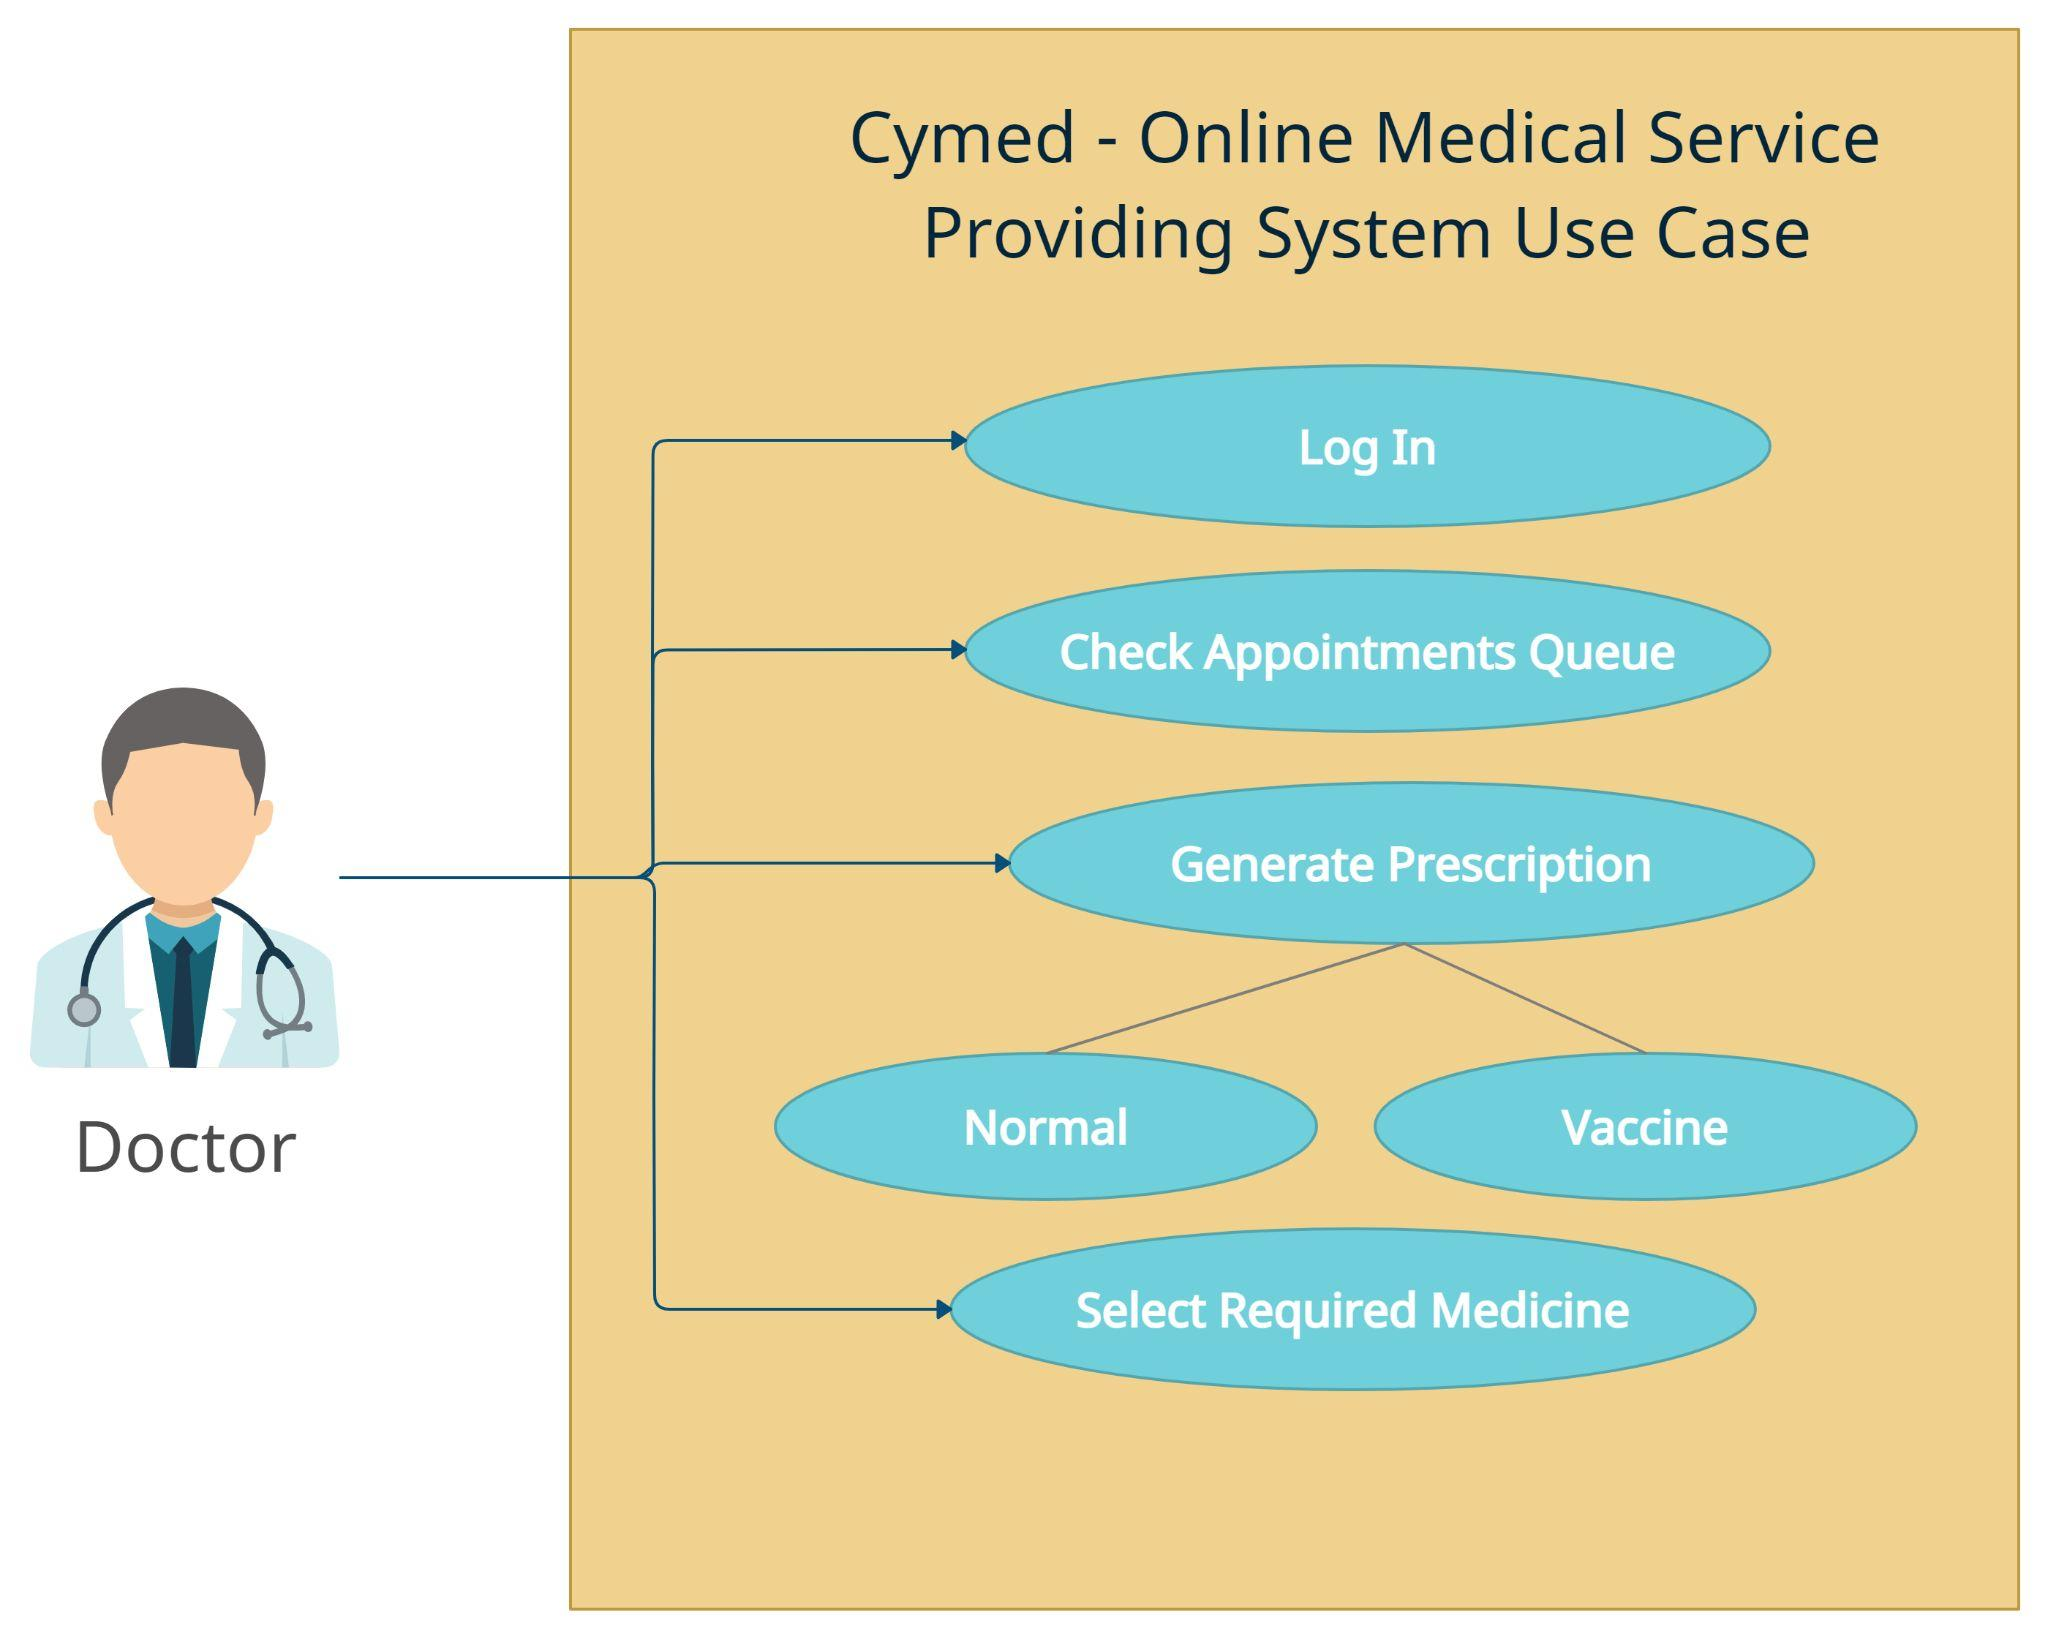 Cymed - Online Medical Service
Providing System Use Case
Log In
Check Appointments Queue
Generate Prescription
Normal
Vaccine
Select Required Medicine
Doctor